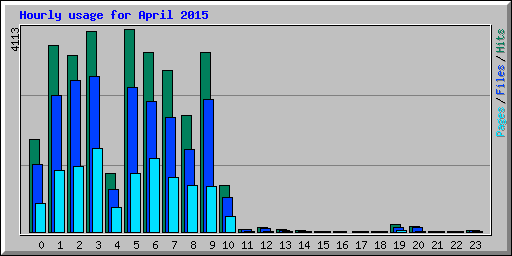 Hourly usage for April 2015
4113
Pages / Files / Hits
0 1 2 3 4 5 6 7 8 9 10 11 12 13 14 15 16 17 18 19 20 21 22 23